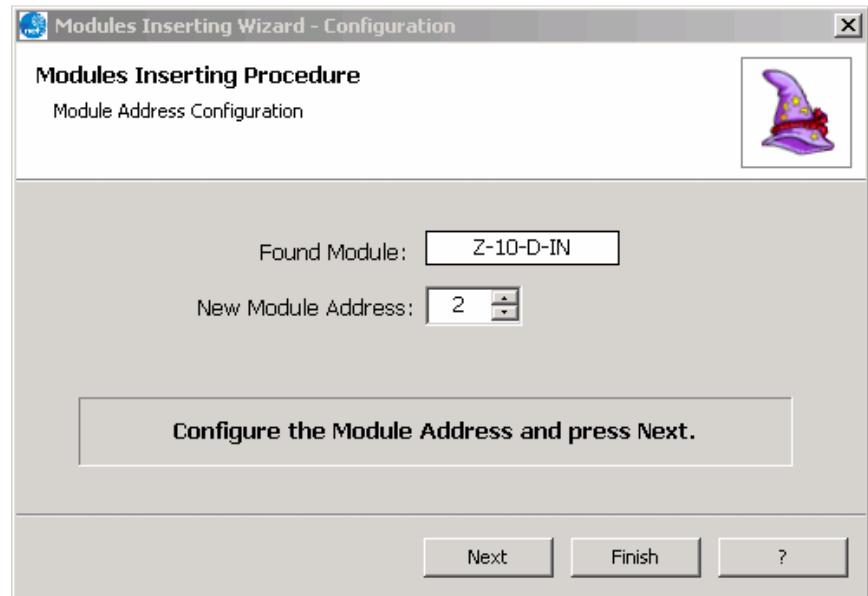 Modules Inserting Wizard - Configuration
Modules Inserting Procedure
Module Address Configuration
Found Module: Z-10-D-IN
New Module Address: 2
Configure the Module Address and press Next.
Next Finish ?